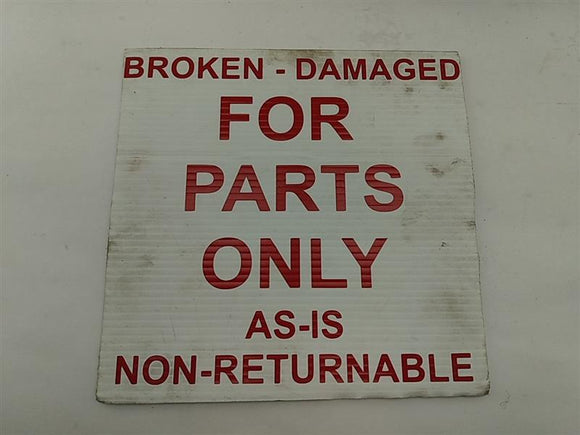 BROKEN - DAMAGED
FOR
PARTS
ONLY
AS-IS
NON-RETURNABLE